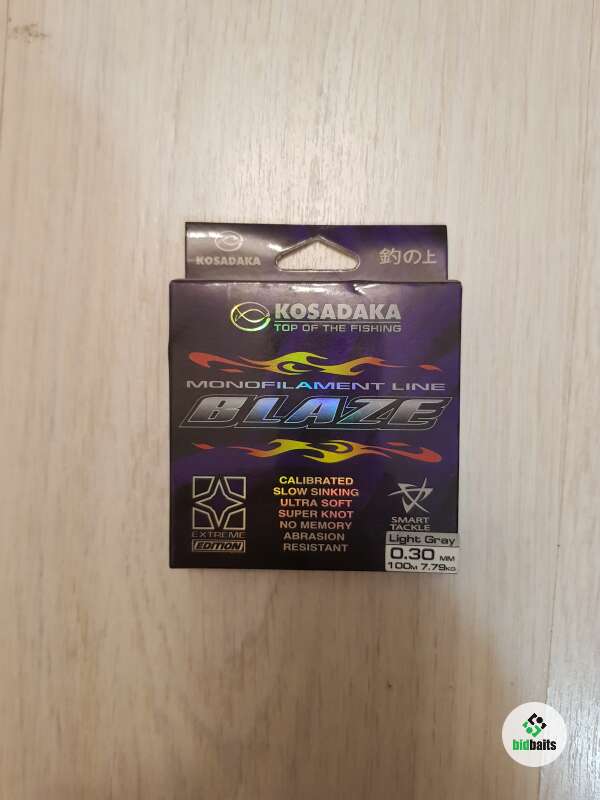 KOSADAKA
釣の上
KOSADAKA
TOP OF THE FISHING
MONOFILAMENT LINE
BLAZE
EXTREME
EDITION
CALIBRATED
SLOW SINKING
ULTRA SOFT
SUPER KNOT
NO MEMORY
ABRASION
RESISTANT
SMART
TACKLE
Light Gray
0.30 MM
100M 7.79KG
bidbaits